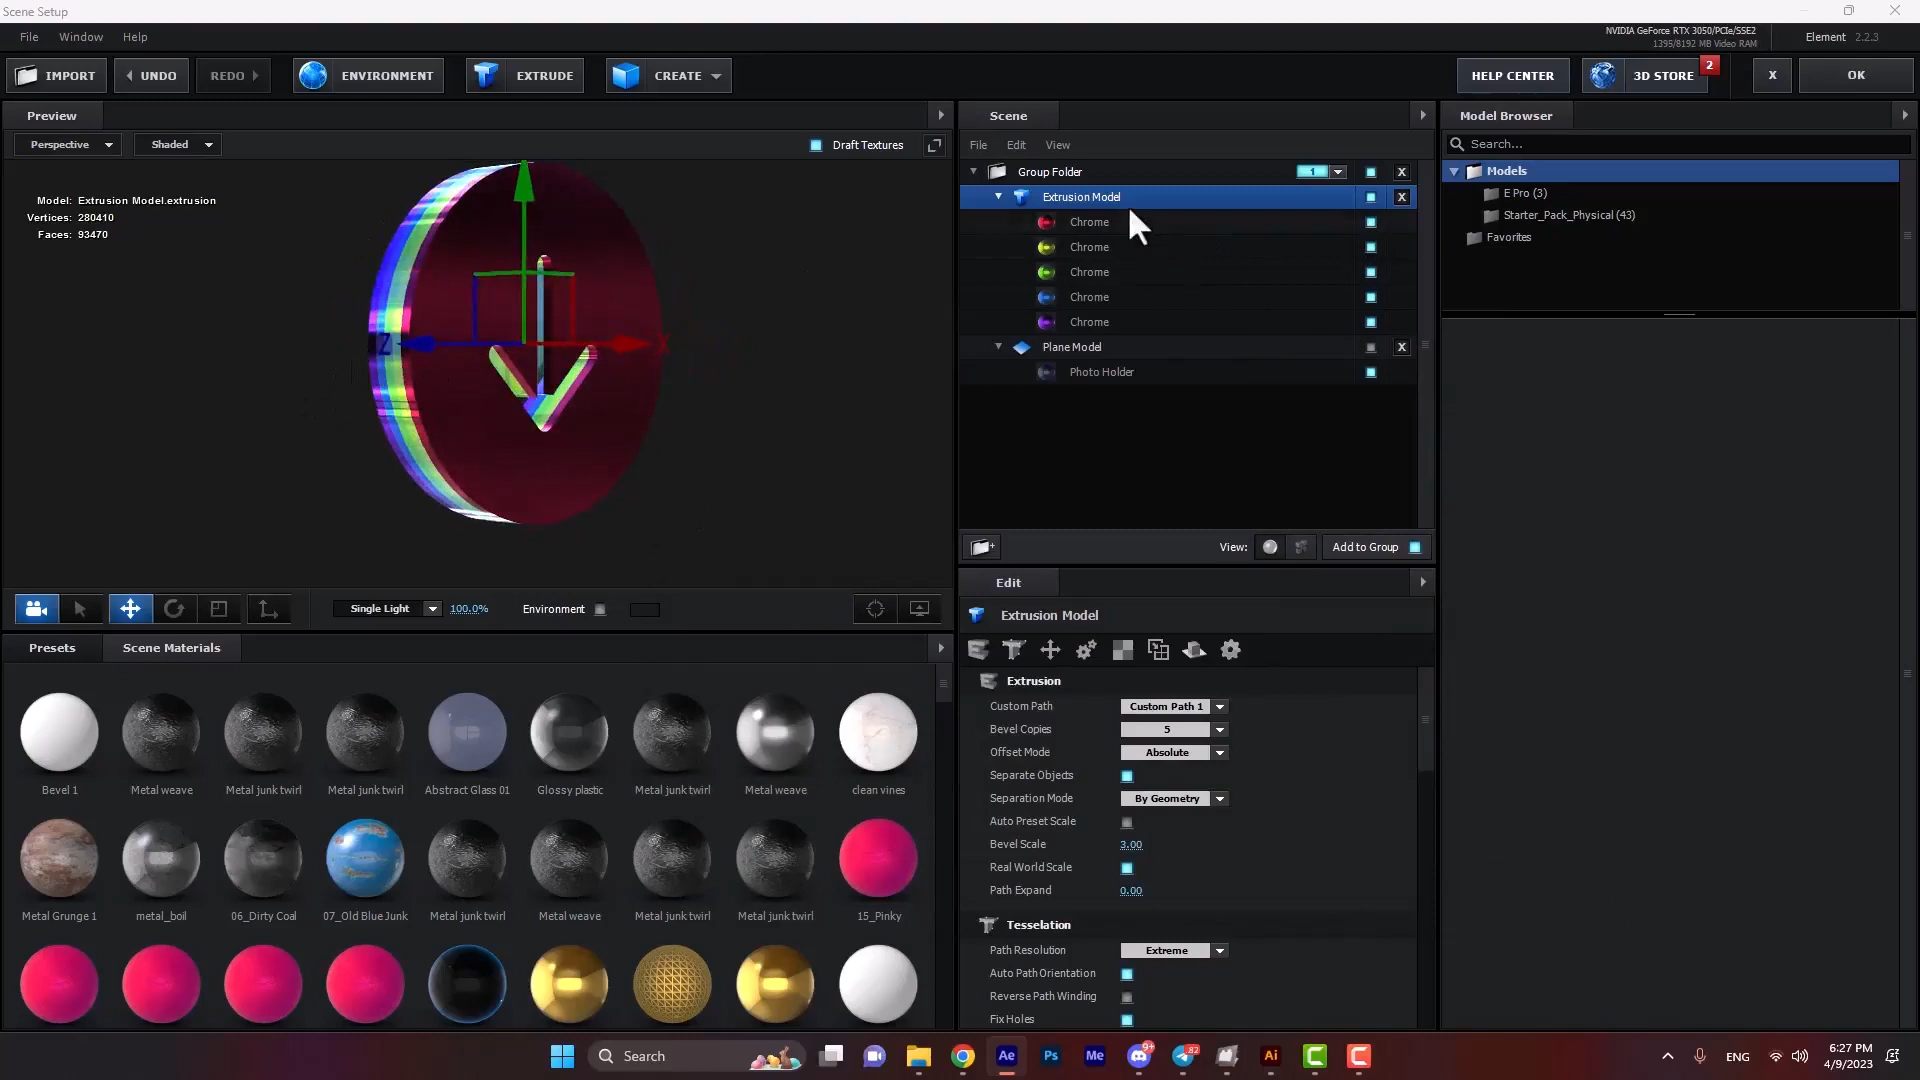 Scene Setup
File Window Help
NVIDIA GeForce RTX 3050/PCIe/SSE2
1395/8192 MB Video RAM
Element 2.2.3
IMPORT UNDO REDO ENVIRONMENT EXTRUDE CREATE HELP CENTER 3D STORE 2 X OK
Preview
Perspective Shaded Draft Textures
Model: Extrusion Model.extrusion
Vertices: 280410
Faces: 93470
Z X
Single Light 100.0% Environment
Presets Scene Materials
Bevel 1 Metal weave Metal junk twirl Metal junk twirl Abstract Glass 01 Glossy plastic Metal junk twirl Metal weave clean vines
Metal Grunge 1 metal_boil 06_Dirty Coal 07_Old Blue Junk Metal junk twirl Metal weave Metal junk twirl Metal junk twirl 15_Pinky
Scene
File Edit View
Group Folder 1 X
Extrusion Model X
Chrome
Chrome
Chrome
Chrome
Chrome
Plane Model X
Photo Holder
View: Add to Group
Edit
Extrusion Model
Extrusion
Custom Path Custom Path 1
Bevel Copies 5
Offset Mode Absolute
Separate Objects
Separation Mode By Geometry
Auto Preset Scale
Bevel Scale 3.00
Real World Scale
Path Expand 0.00
Tesselation
Path Resolution Extreme
Auto Path Orientation
Reverse Path Winding
Fix Holes
Model Browser
Search...
Models
E Pro (3)
Starter_Pack_Physical (43)
Favorites
Search
Ae Ps Me 9+ 82 Ai C C
ENG
6:27 PM
4/9/2023